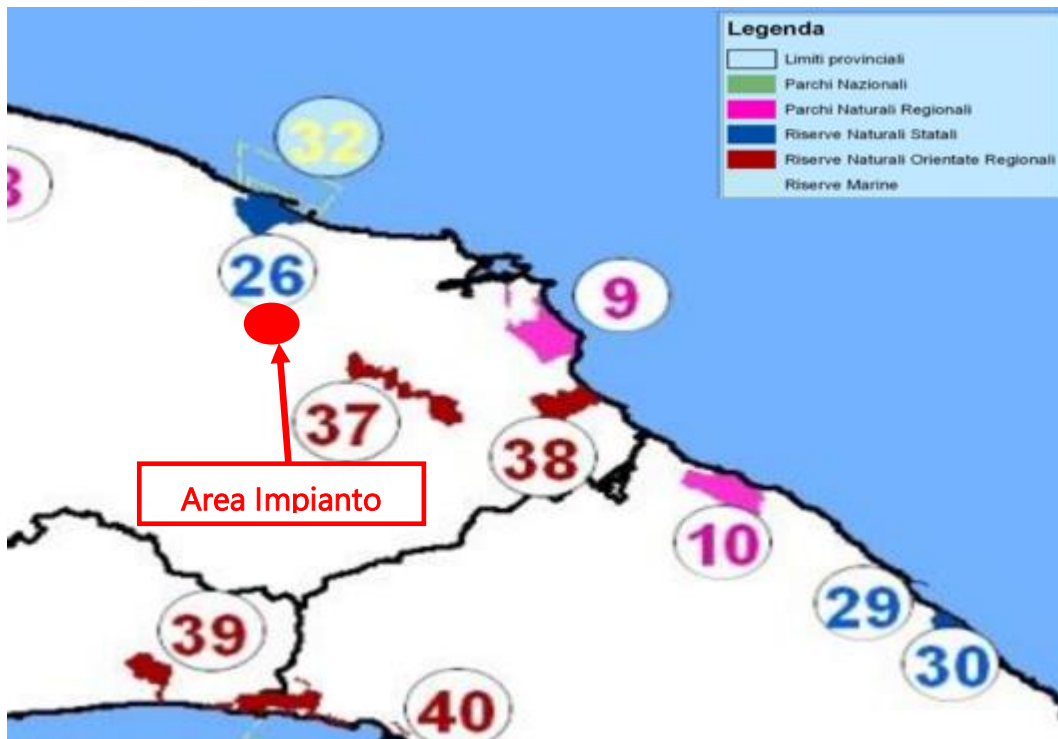 Legenda
Limiti provinciali
Parchi Nazionali
Parchi Naturali Regionali
Riserve Naturali Statali
Riserve Naturali Orientate Regionali
Riserve Marine
32
26
9
37
38
Area Impianto
10
39
29
30
40